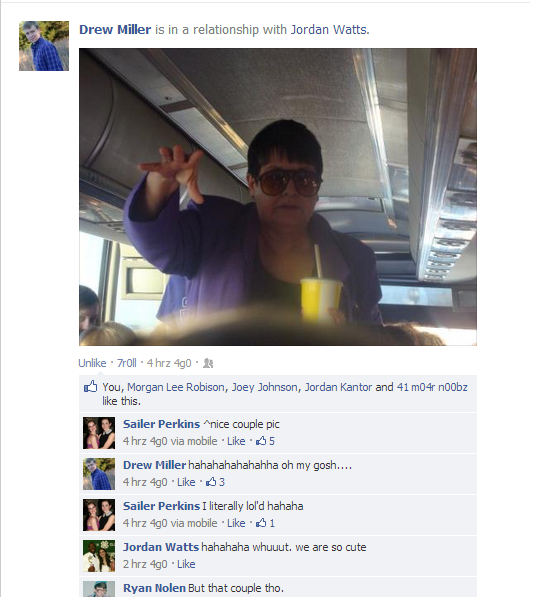 Drew Miller is in a relationship with Jordan Watts.
Unlike · 7r0ll · 4 hrz 4g0 ·
You, Morgan Lee Robison, Joey Johnson, Jordan Kantor and 41 m04r n00bz
like this.
Sailer Perkins ^nice couple pic
4 hrz 4g0 via mobile · Like · 5
Drew Miller hahahahahahahha oh my gosh....
4 hrz 4g0 · Like · 3
Sailer Perkins I literally lol'd hahaha
4 hrz 4g0 via mobile · Like · 1
Jordan Watts hahahaha whuuut. we are so cute
2 hrz 4g0 · Like
Ryan Nolen But that couple tho.